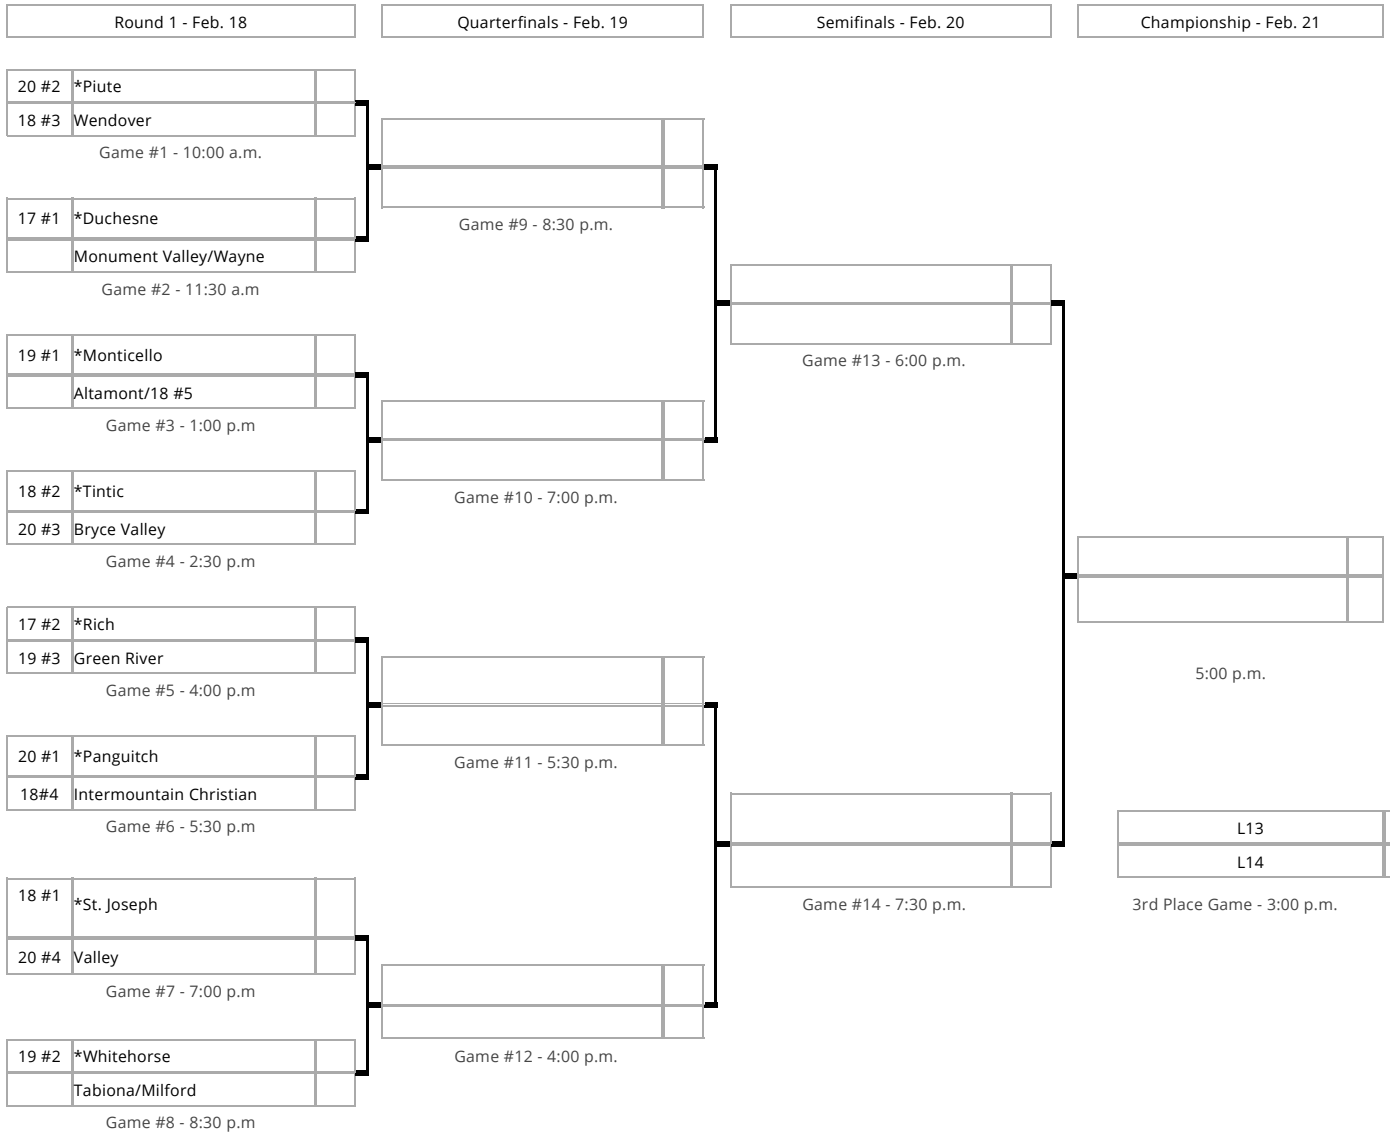 Round 1 - Feb. 18
Quarterfinals - Feb. 19
Semifinals - Feb. 20
Championship - Feb. 21
20 #2 *Piute
18 #3 Wendover
Game #1 - 10:00 a.m.
17 #1 *Duchesne
Monument Valley/Wayne
Game #2 - 11:30 a.m
19 #1 *Monticello
Altamont/18 #5
Game #3 - 1:00 p.m
18 #2 *Tintic
20 #3 Bryce Valley
Game #4 - 2:30 p.m
17 #2 *Rich
19 #3 Green River
Game #5 - 4:00 p.m
20 #1 *Panguitch
18#4 Intermountain Christian
Game #6 - 5:30 p.m
18 #1 *St. Joseph
20 #4 Valley
Game #7 - 7:00 p.m
19 #2 *Whitehorse
Tabiona/Milford
Game #8 - 8:30 p.m
Game #9 - 8:30 p.m.
Game #10 - 7:00 p.m.
Game #11 - 5:30 p.m.
Game #12 - 4:00 p.m.
Game #13 - 6:00 p.m.
Game #14 - 7:30 p.m.
5:00 p.m.
L13
L14
3rd Place Game - 3:00 p.m.